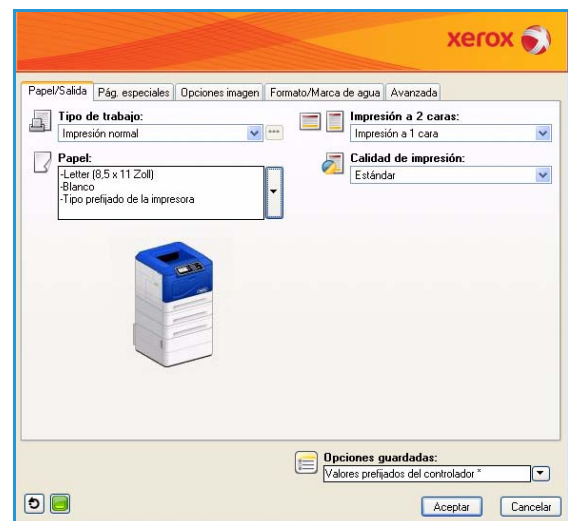 xerox
Papel/Salida Pág. especiales Opciones imagen Formato/Marca de agua Avanzada
Tipo de trabajo:
Impresión normal
Impresión a 2 caras:
Impresión a 1 cara
Papel:
-Letter (8,5 x 11 Zoll)
-Blanco
-Tipo prefijado de la impresora
Calidad de impresión:
Estándar
Opciones guardadas:
Valores prefijados del controlador *
Aceptar Cancelar